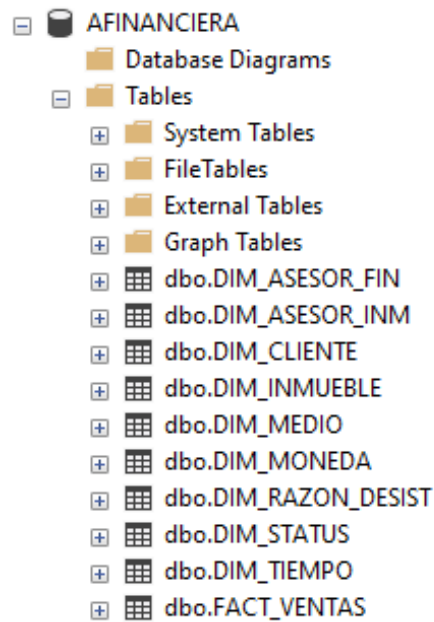 AFINANCIERA
Database Diagrams
Tables
System Tables
FileTables
External Tables
Graph Tables
dbo.DIM_ASESOR_FIN
dbo.DIM_ASESOR_INM
dbo.DIM_CLIENTE
dbo.DIM_INMUEBLE
dbo.DIM_MEDIO
dbo.DIM_MONEDA
dbo.DIM_RAZON_DESIST
dbo.DIM_STATUS
dbo.DIM_TIEMPO
dbo.FACT_VENTAS